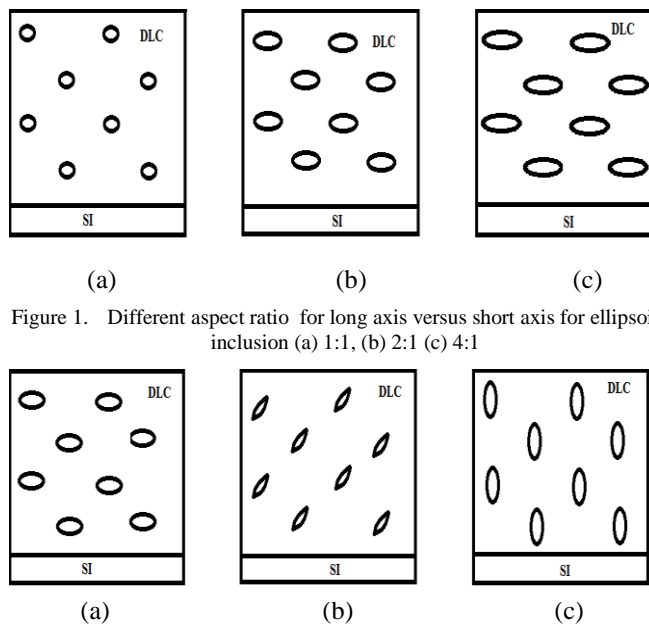 DLC DLC DLC
SI SI SI
(a) (b) (c)
Figure 1. Different aspect ratio for long axis versus short axis for ellipsoi
inclusion (a) 1:1, (b) 2:1 (c) 4:1
DLC DLC DLC
SI SI SI
(a) (b) (c)